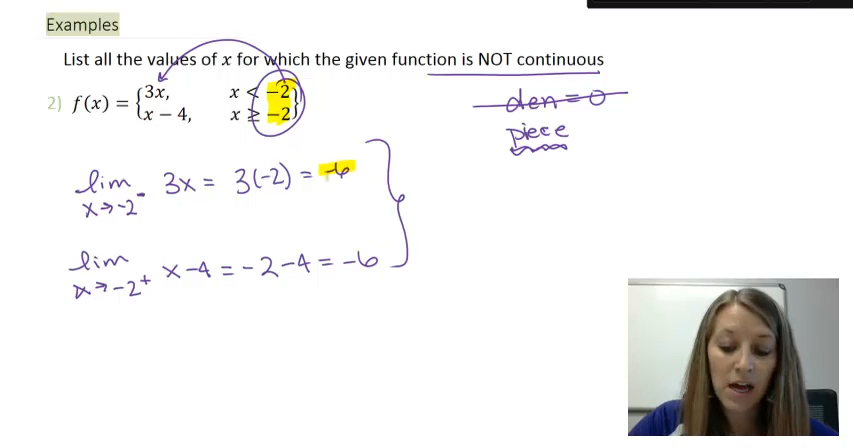 Examples
List all the values of x for which the given function is NOT continuous
2) f(x) = {3x, x < -2
x - 4, x ≥ -2}
den = 0
piece
lim x→-2⁻ 3x = 3(-2) = -6
lim x→-2⁺ x-4 = -2-4 = -6